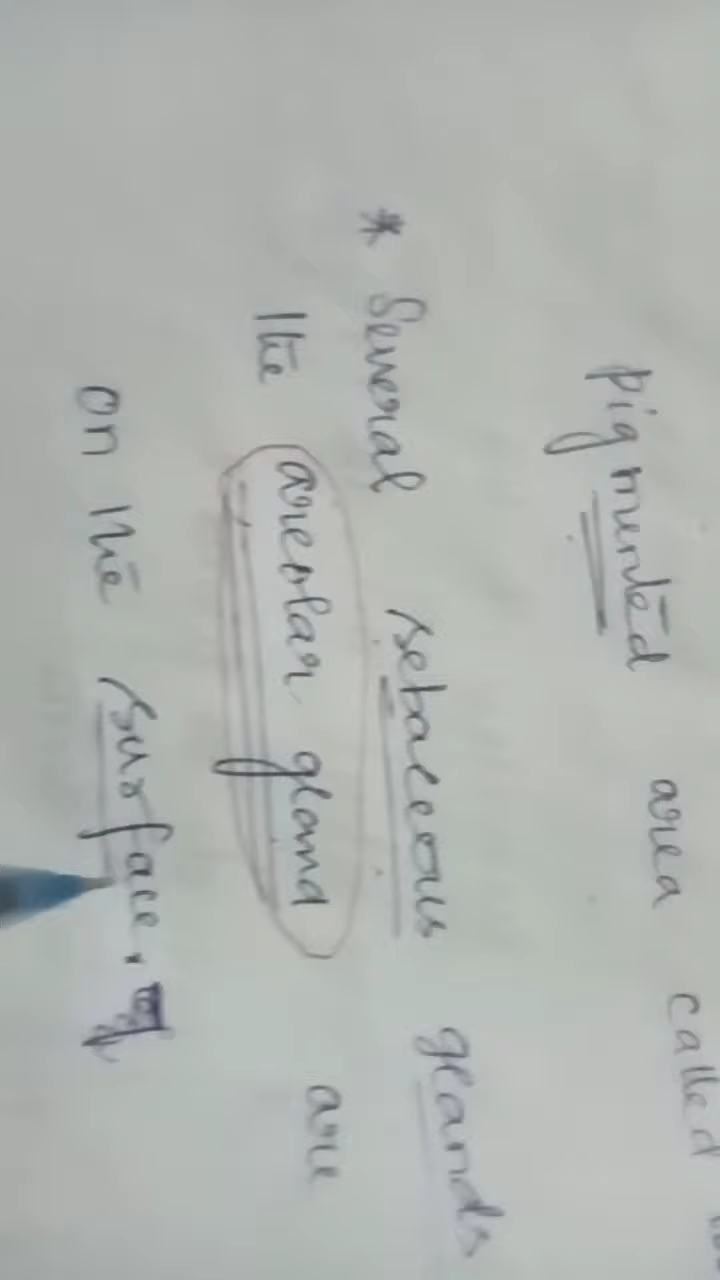 pigmented area called
* Several sebaceous glands
the areolar gland are
on the surface.